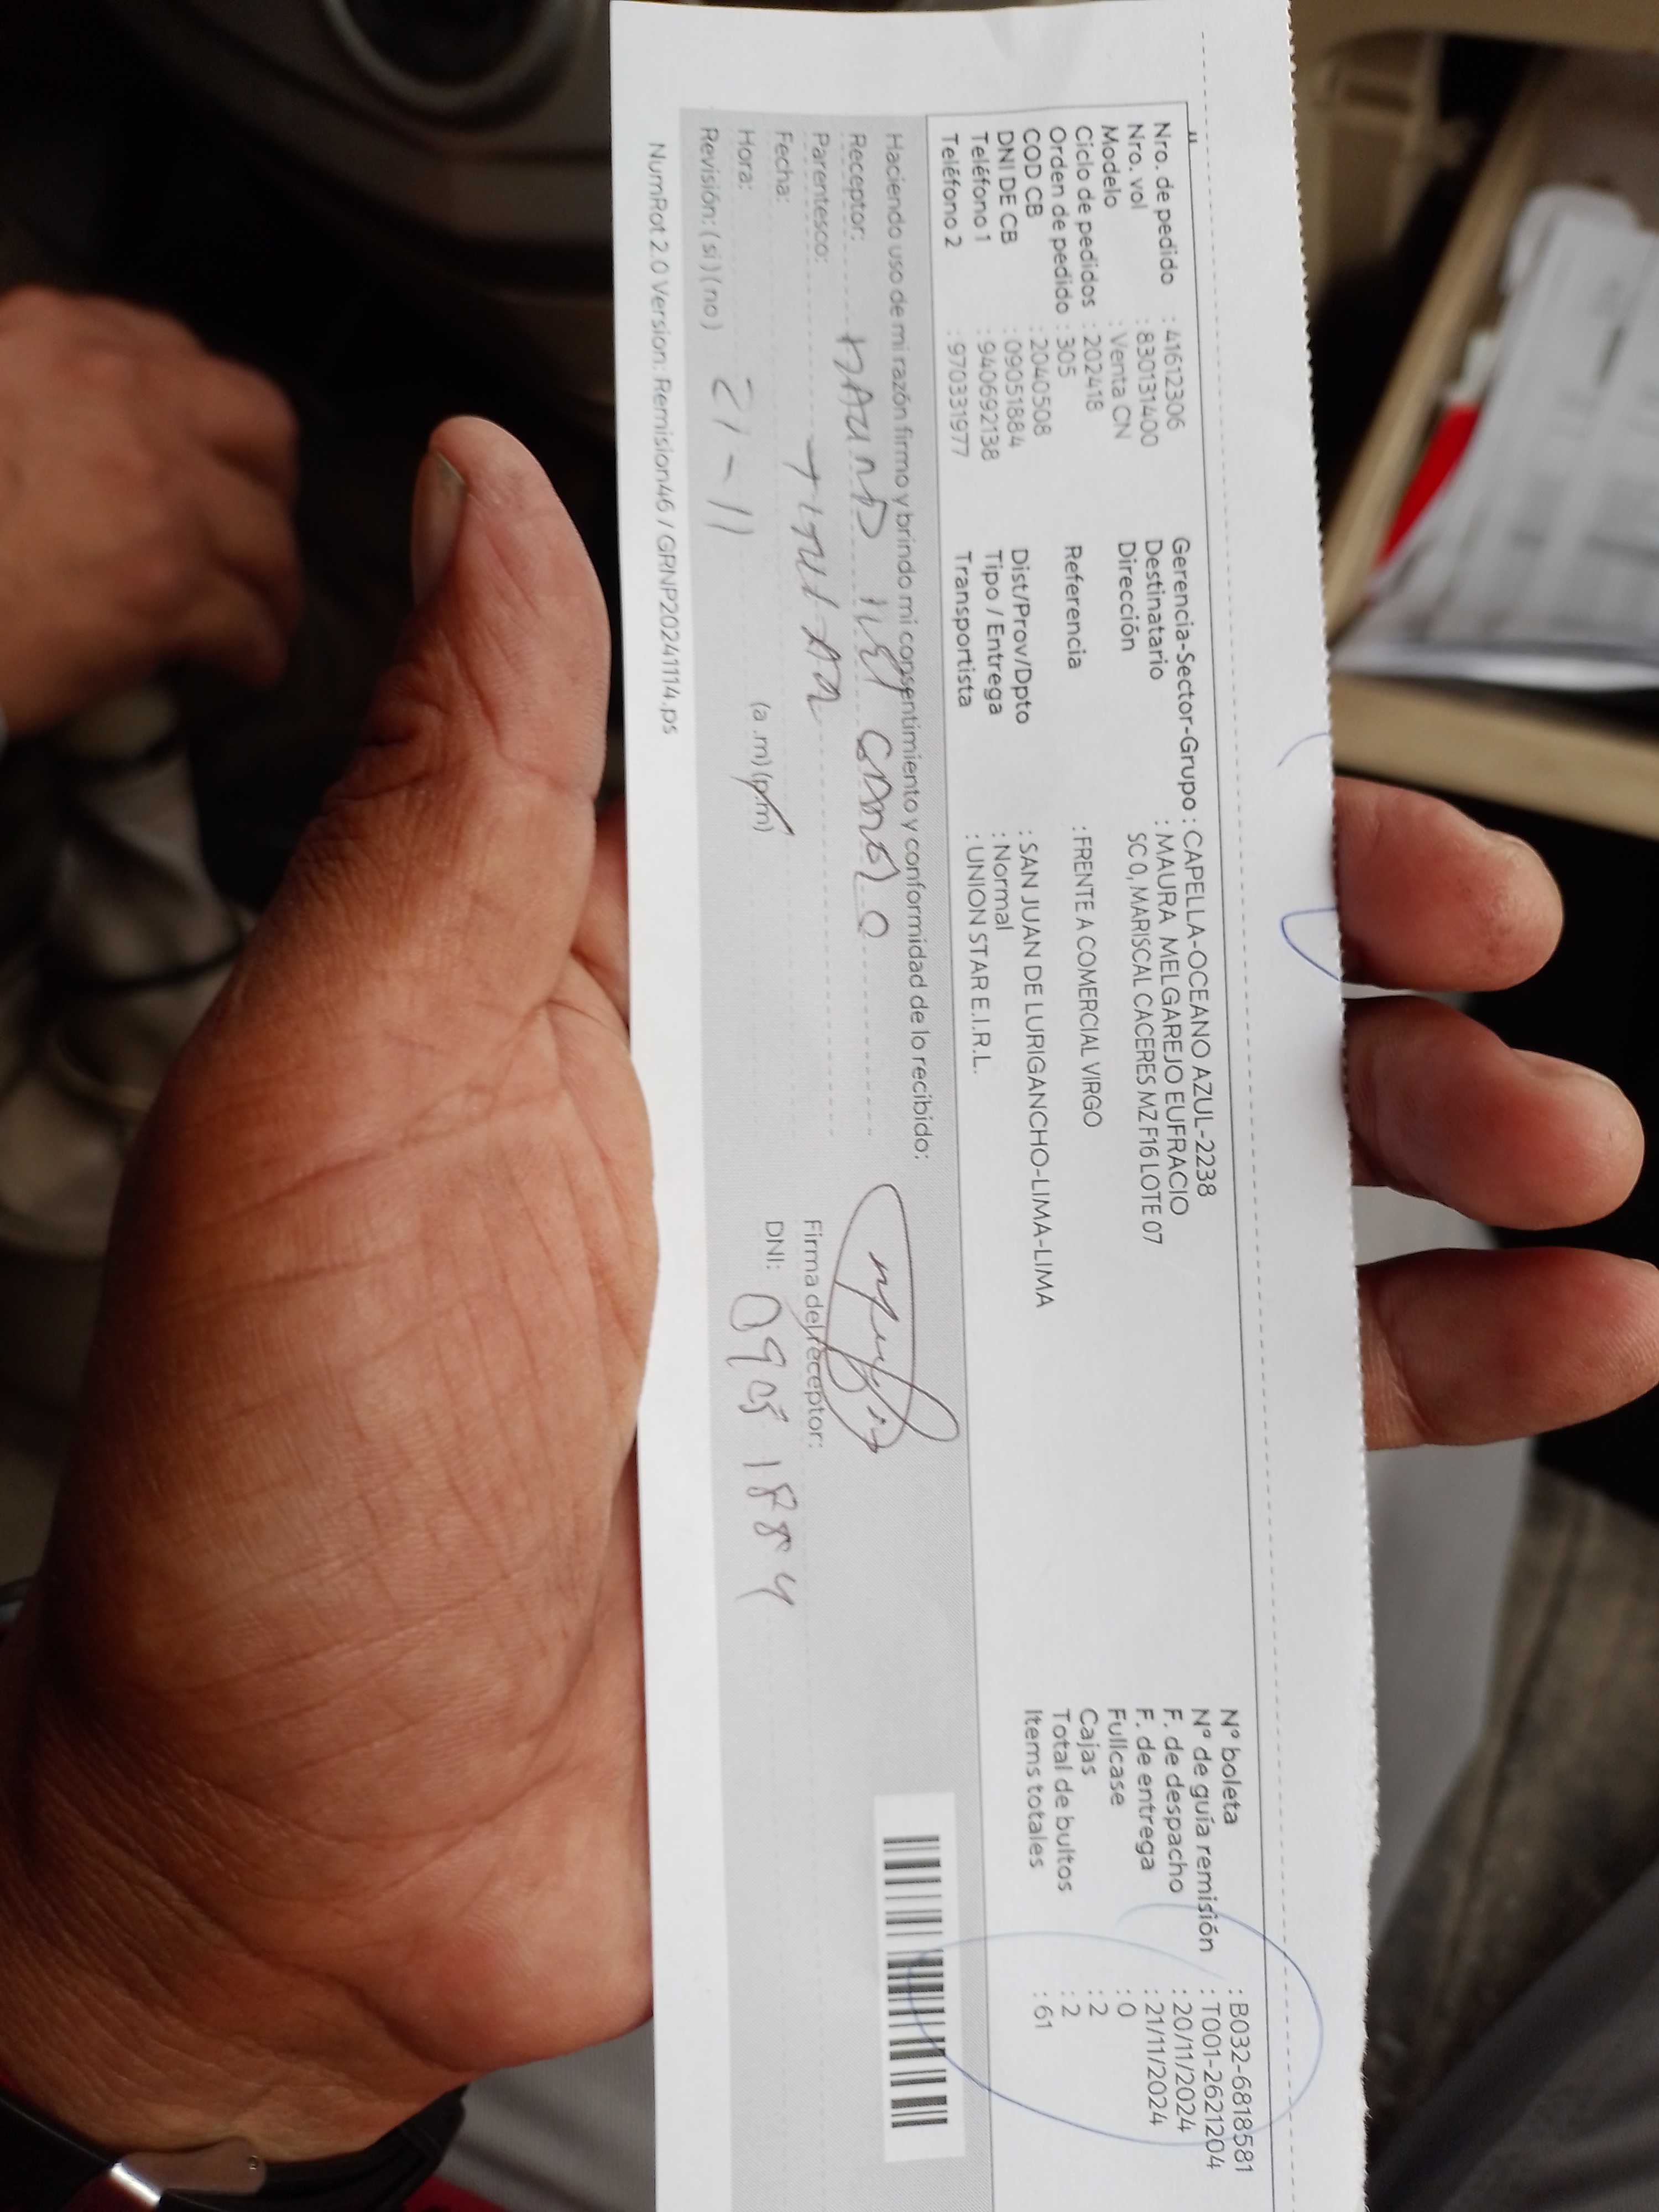 Nro. de pedido : 41612306
Nro. vol : 830131400
Modelo : Venta CN
Ciclo de pedidos : 202418
Orden de pedido : 305
COD CB : 20405508
DNI DE CB : 09051884
Teléfono 1 : 940692138
Teléfono 2 : 970331977
Gerencia-Sector-Grupo : CAPELLA-OCEANO AZUL-2238
Destinatario : MAURA MELGAREJO EUFRACIO
Dirección SC 0, MARISCAL CACERES MZ F16 LOTE 07
Referencia : FRENTE A COMERCIAL VIRGO
Dist/Prov/Dpto : SAN JUAN DE LURIGANCHO-LIMA-LIMA
Tipo / Entrega : Normal
Transportista : UNION STAR E.I.R.L.
N° boleta : B032-6818581
N° de guía remisión : T001-2621204
F. de despacho : 20/11/2024
F. de entrega : 21/11/2024
Fullcase : 0
Cajas : 2
Total de bultos : 2
Items totales : 61
Haciendo uso de mi razón firmo y brindo mi consentimiento y conformidad de lo recibido:
Receptor: MAURA
Parentesco: TITULAR
Fecha:
Hora: (a.m) (p.m)
Revisión: ( si ) ( no ) 21-11
Firma del receptor:
DNI: 09051884
NumRot 2.0 Version: Remision46 / GRNP20241114.ps